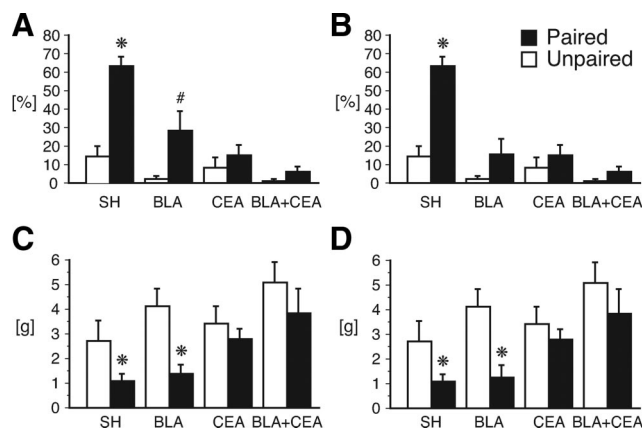 A
80
70
60
[%] 50
40
30
20
10
0
*
#
SH BLA CEA BLA+CEA
B
80
70
60
[%] 50
40
30
20
10
0
*
Paired
Unpaired
SH BLA CEA BLA+CEA
C
6
5
4
[g] 3
2
1
0
* *
SH BLA CEA BLA+CEA
D
6
5
4
[g] 3
2
1
0
* *
SH BLA CEA BLA+CEA